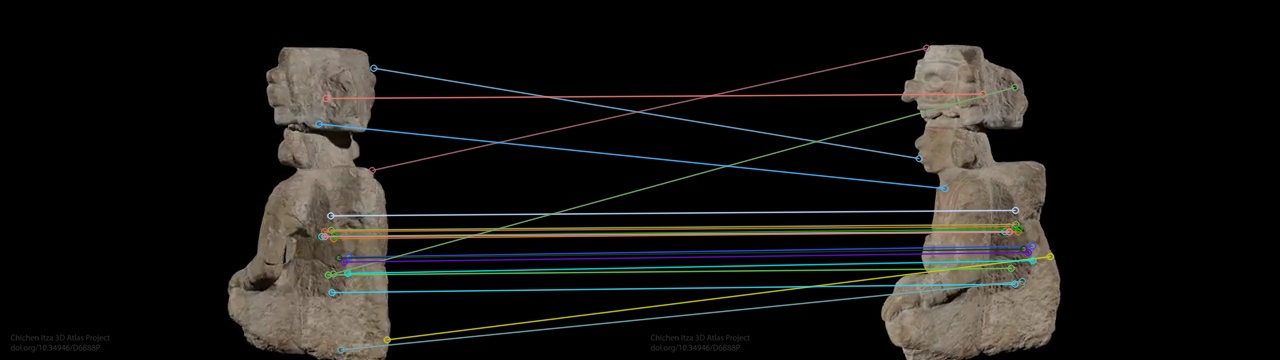 Chichen Itza 3D Atlas Project
doi.org/10.34946/D6B88P
Chichen Itza 3D Atlas Project
doi.org/10.34946/D6B88P